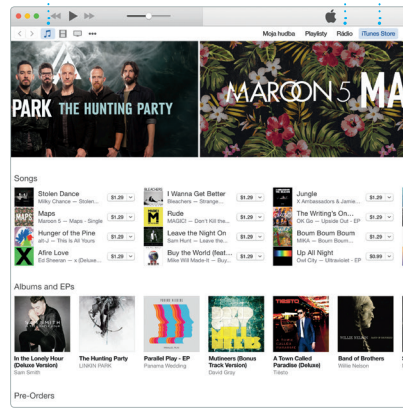 Moja hudba Playlisty Rádio iTunes Store
PARK THE HUNTING PARTY
MAROON 5 MA
Songs
Stolen Dance
Milky Chance — Stolen...
$1.29
I Wanna Get Better
Bleachers — Strange...
$1.29
Jungle
X Ambassadors & Jamie...
$1.29
Maps
Maroon 5 — Maps - Single
$1.29
Rude
MAGIC! — Don't Kill the...
$1.29
The Writing's On...
OK Go — Upside Out - EP
$1.29
Hunger of the Pine
alt-J — This Is All Yours
$1.29
Leave the Night On
Sam Hunt — Leave the...
$1.29
Boum Boum Boum
MIKA — Boum Boum...
$1.29
Afire Love
Ed Sheeran — x (Deluxe...
$1.29
Buy the World (feat...
Mike Will Made-It — Buy...
$1.29
Up All Night
Owl City — Ultraviolet - EP
$0.99
Albums and EPs
TIËSTO
In the Lonely Hour
(Deluxe Version)
Sam Smith
The Hunting Party
LINKIN PARK
Parallel Play - EP
Panama Wedding
Mutineers (Bonus
Track Version)
David Gray
A Town Called
Paradise (Deluxe)
Tiësto
Band of Brothers
Willie Nelson
Pre-Orders